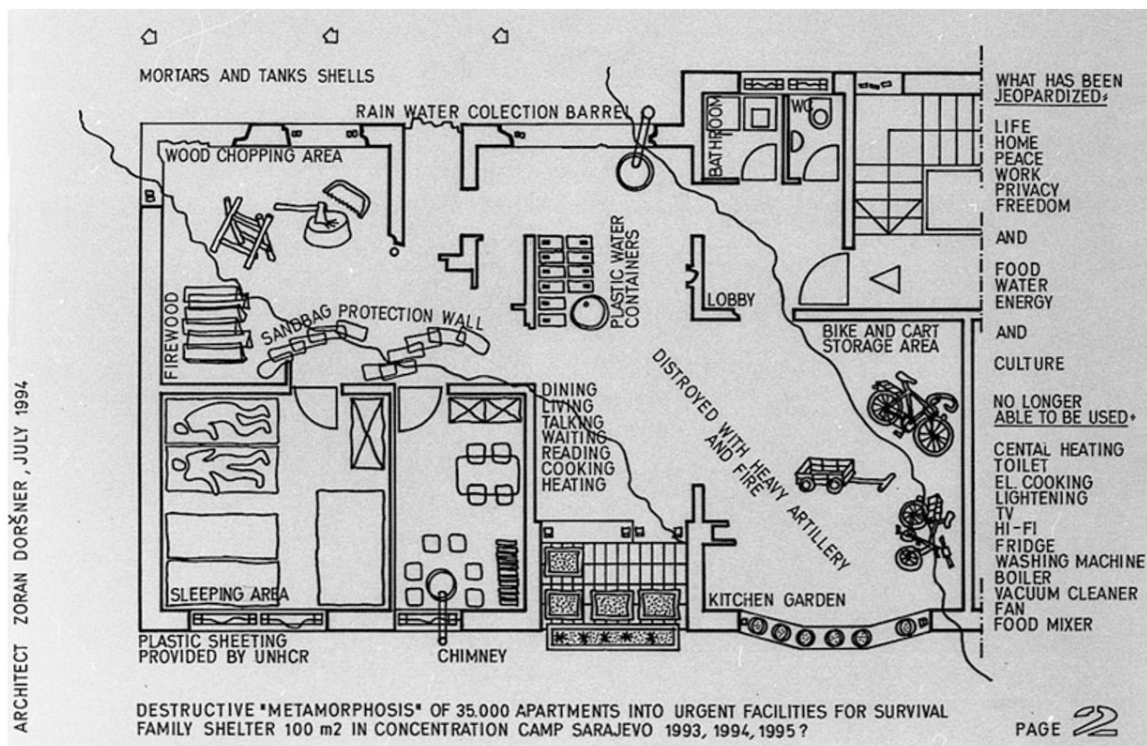 MORTARS AND TANKS SHELLS
RAIN WATER COLECTION BARREL
WOOD CHOPPING AREA
BATHROOM
WC
PLASTIC WATER
CONTAINERS
LOBBY
FIREWOOD
SANDBAG PROTECTION WALL
BIKE AND CART
STORAGE AREA
DISTROYED WITH HEAVY ARTILLERY
AND FIRE
DINING
LIVING
TALKING
WAITING
READING
COOKING
HEATING
SLEEPING AREA
KITCHEN GARDEN
PLASTIC SHEETING
PROVIDED BY UNHCR
CHIMNEY
WHAT HAS BEEN
JEOPARDIZED:
LIFE
HOME
PEACE
WORK
PRIVACY
FREEDOM
AND
FOOD
WATER
ENERGY
AND
CULTURE
NO LONGER
ABLE TO BE USED:
CENTAL HEATING
TOILET
EL. COOKING
LIGHTENING
TV
HI-FI
FRIDGE
WASHING MACHINE
BOILER
VACUUM CLEANER
FAN
FOOD MIXER
ARCHITECT ZORAN DORŠNER, JULY 1994
DESTRUCTIVE "METAMORPHOSIS" OF 35.000 APARTMENTS INTO URGENT FACILITIES FOR SURVIVAL
FAMILY SHELTER 100 m2 IN CONCENTRATION CAMP SARAJEVO 1993, 1994, 1995?
PAGE 22